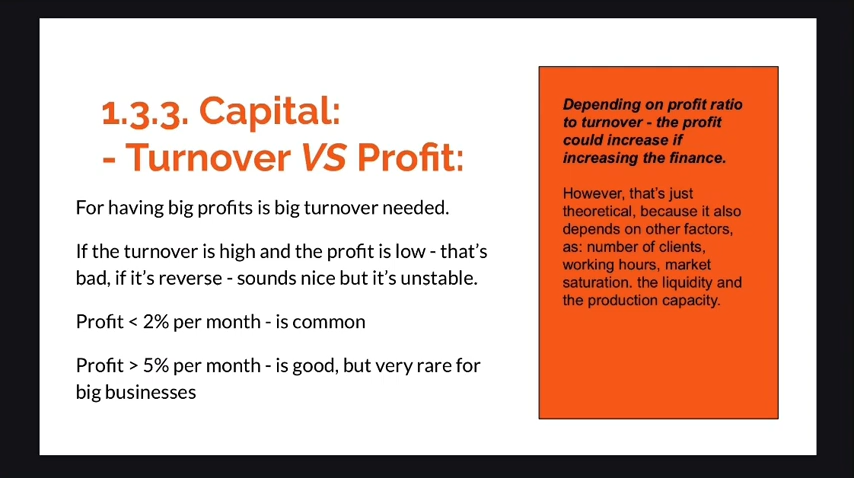 1.3.3. Capital:
- Turnover VS Profit:
For having big profits is big turnover needed.
If the turnover is high and the profit is low - that's
bad, if it's reverse - sounds nice but it's unstable.
Profit < 2% per month - is common
Profit > 5% per month - is good, but very rare for
big businesses
Depending on profit ratio
to turnover - the profit
could increase if
increasing the finance.
However, that's just
theoretical, because it also
depends on other factors,
as: number of clients,
working hours, market
saturation. the liquidity and
the production capacity.